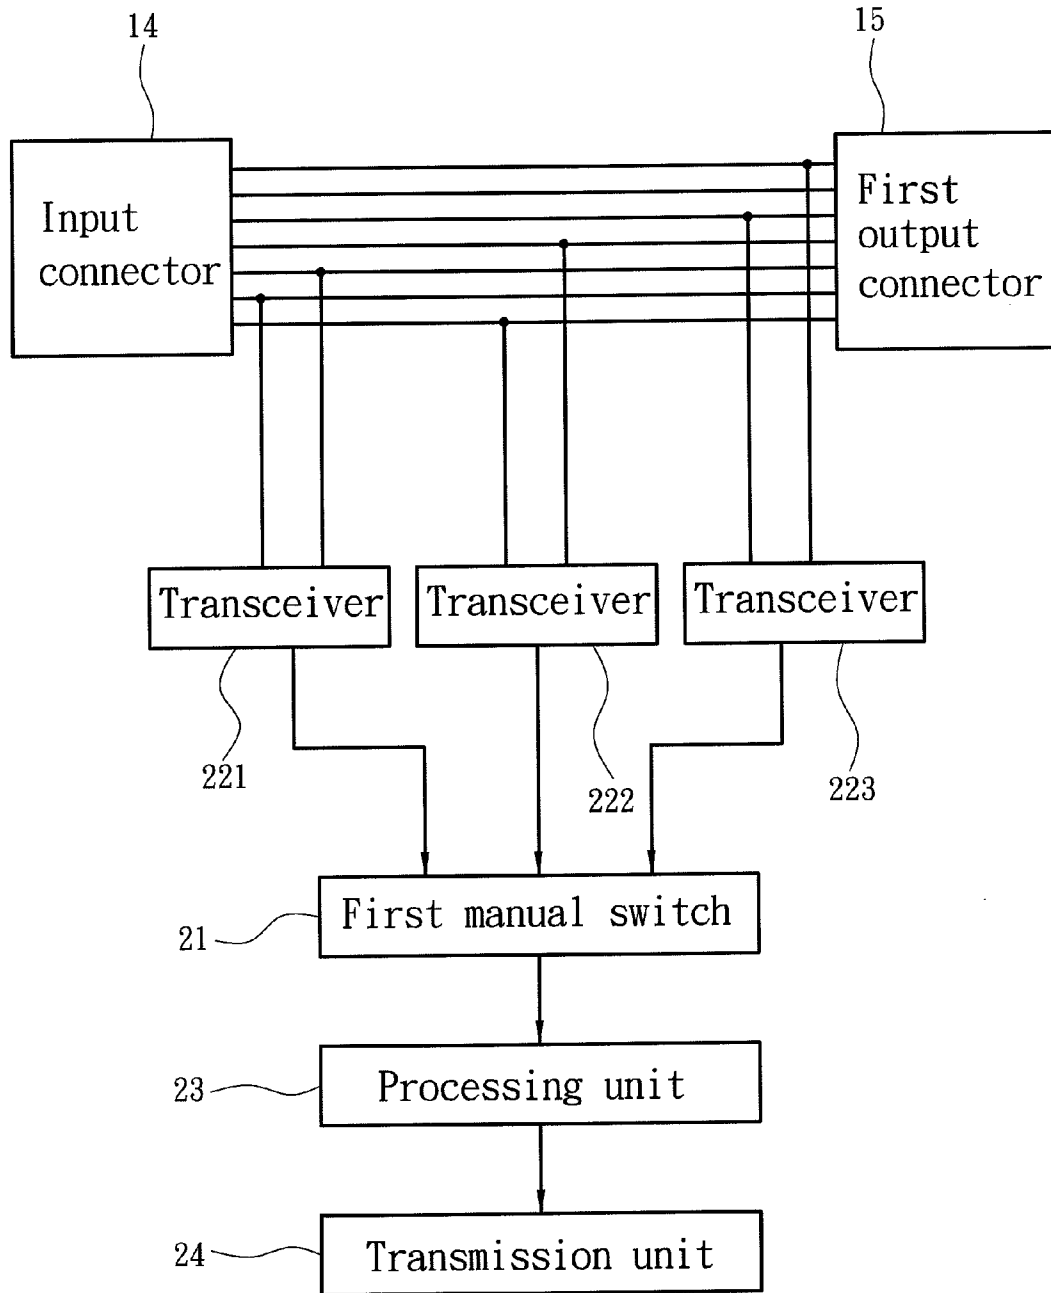 14
15
Input
connector
First
output
connector
Transceiver
Transceiver
Transceiver
221
222
223
First manual switch
21
Processing unit
23
Transmission unit
24